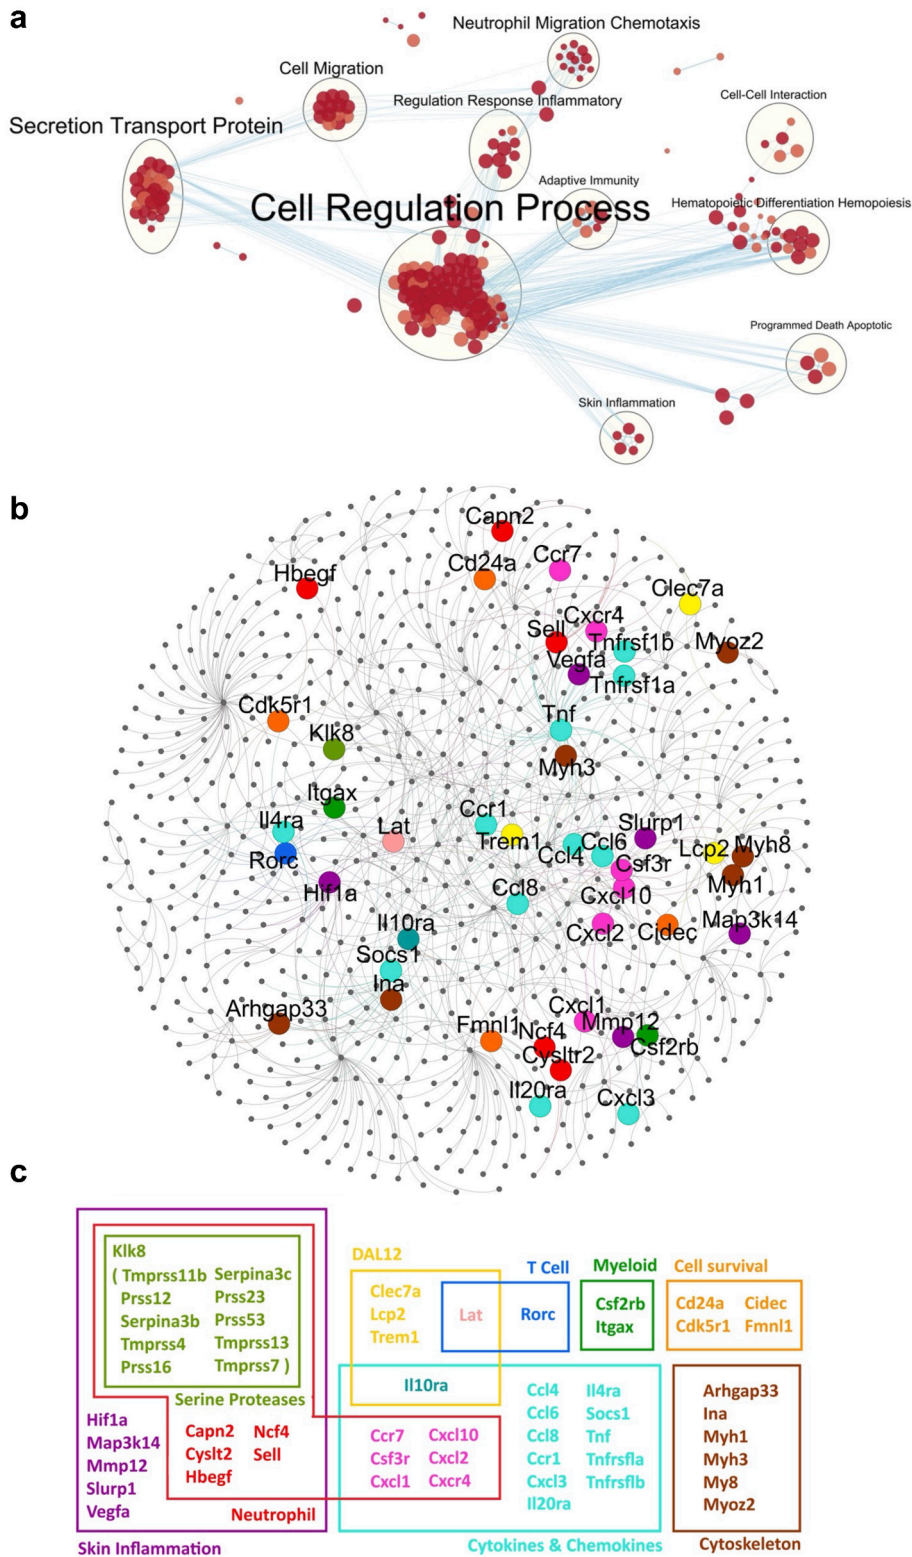 a
Neutrophil Migration Chemotaxis
Cell Migration
Regulation Response Inflammatory
Cell-Cell Interaction
Secretion Transport Protein
Adaptive Immunity
Cell Regulation Process
Hematopoietic Differentiation Hemopoiesis
Programmed Death Apoptotic
Skin Inflammation
b
Capn2
Ccr7
Cd24a
Hbegf
Clec7a
Cxcr4
Sell
Tnfrsf1b
Myoz2
Vegfa
Tnfrsf1a
Cdk5r1
Tnf
Klk8
Myh3
Itgax
Ccr1
Il4ra
Lat
Slurp1
Trem1
Ccl4
Ccl6
Lcp2
Myh8
Rorc
Csf3r
Myh1
Hif1a
Ccl8
Cxcl10
Il10ra
Cxcl2
Cidec
Map3k14
Socs1
Ina
Arhgap33
Cxcl1
Fmnl1
Ncf4
Mmp12
Csf2rb
Cysltr2
Il20ra
Cxcl3
c
Klk8
( Tmprss11b Serpina3c
Prss12 Prss23
Serpina3b Prss53
Tmprss4 Tmprss13
Prss16 Tmprss7 )
Serine Proteases
Hif1a
Map3k14
Mmp12
Slurp1
Vegfa
Capn2 Ncf4
Cyslt2 Sell
Hbegf
Neutrophil
Skin Inflammation
DAL12
Clec7a
Lcp2
Trem1
Lat
T Cell
Rorc
Myeloid
Csf2rb
Itgax
Cell survival
Cd24a Cidec
Cdk5r1 Fmnl1
Il10ra
Ccr7 Cxcl10
Csf3r Cxcl2
Cxcl1 Cxcr4
Ccl4 Il4ra
Ccl6 Socs1
Ccl8 Tnf
Ccr1 Tnfrsfla
Cxcl3 Tnfrsflb
Il20ra
Cytokines & Chemokines
Arhgap33
Ina
Myh1
Myh3
My8
Myoz2
Cytoskeleton